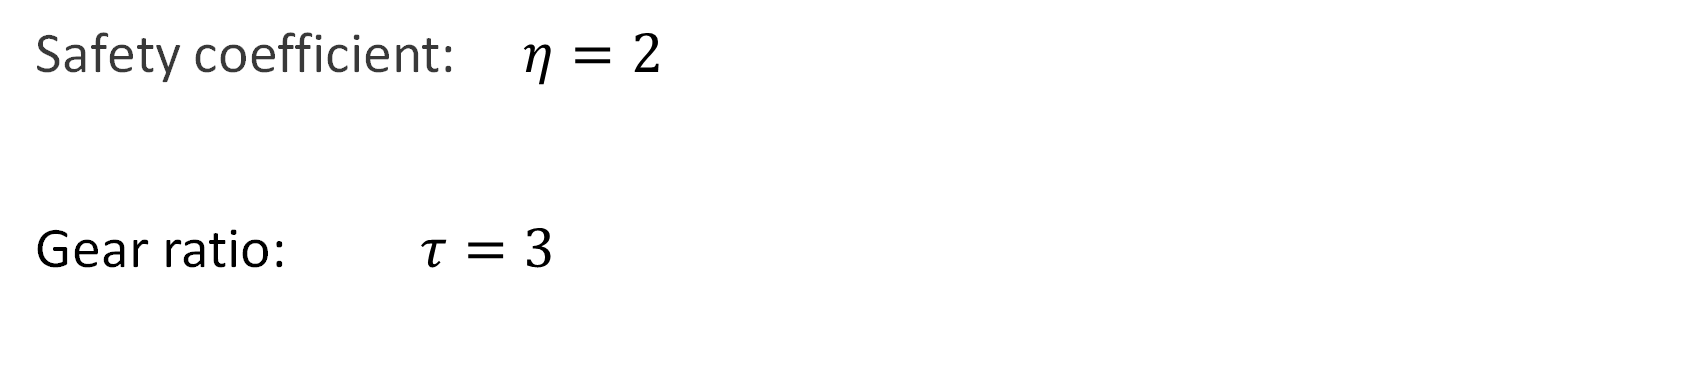 Safety coefficient: η = 2
Gear ratio: τ = 3